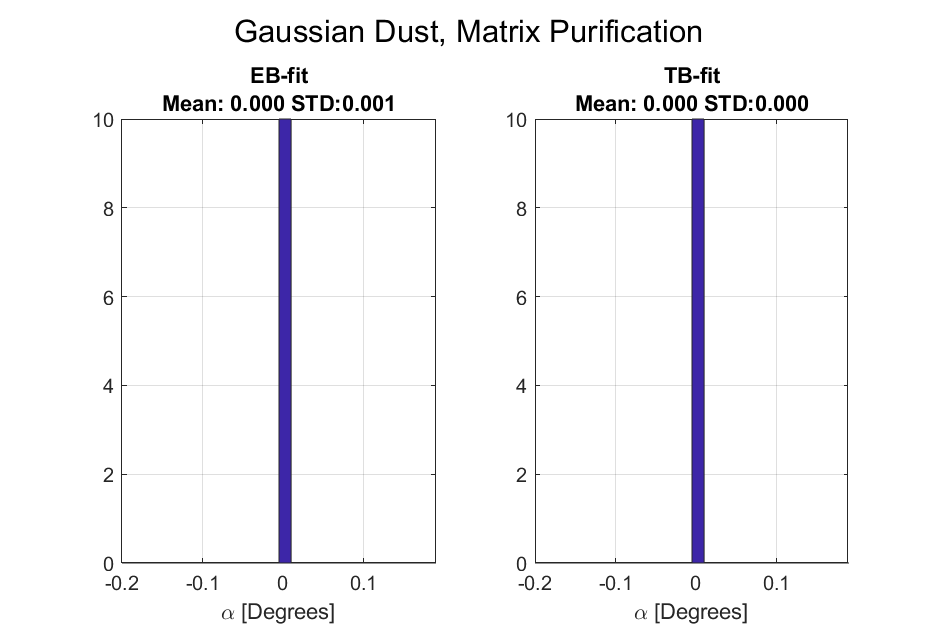 Gaussian Dust, Matrix Purification
EB-fit
Mean: 0.000 STD:0.001
10
8
6
4
2
0
-0.2 -0.1 0 0.1
α [Degrees]
TB-fit
Mean: 0.000 STD:0.000
10
8
6
4
2
0
-0.2 -0.1 0 0.1
α [Degrees]